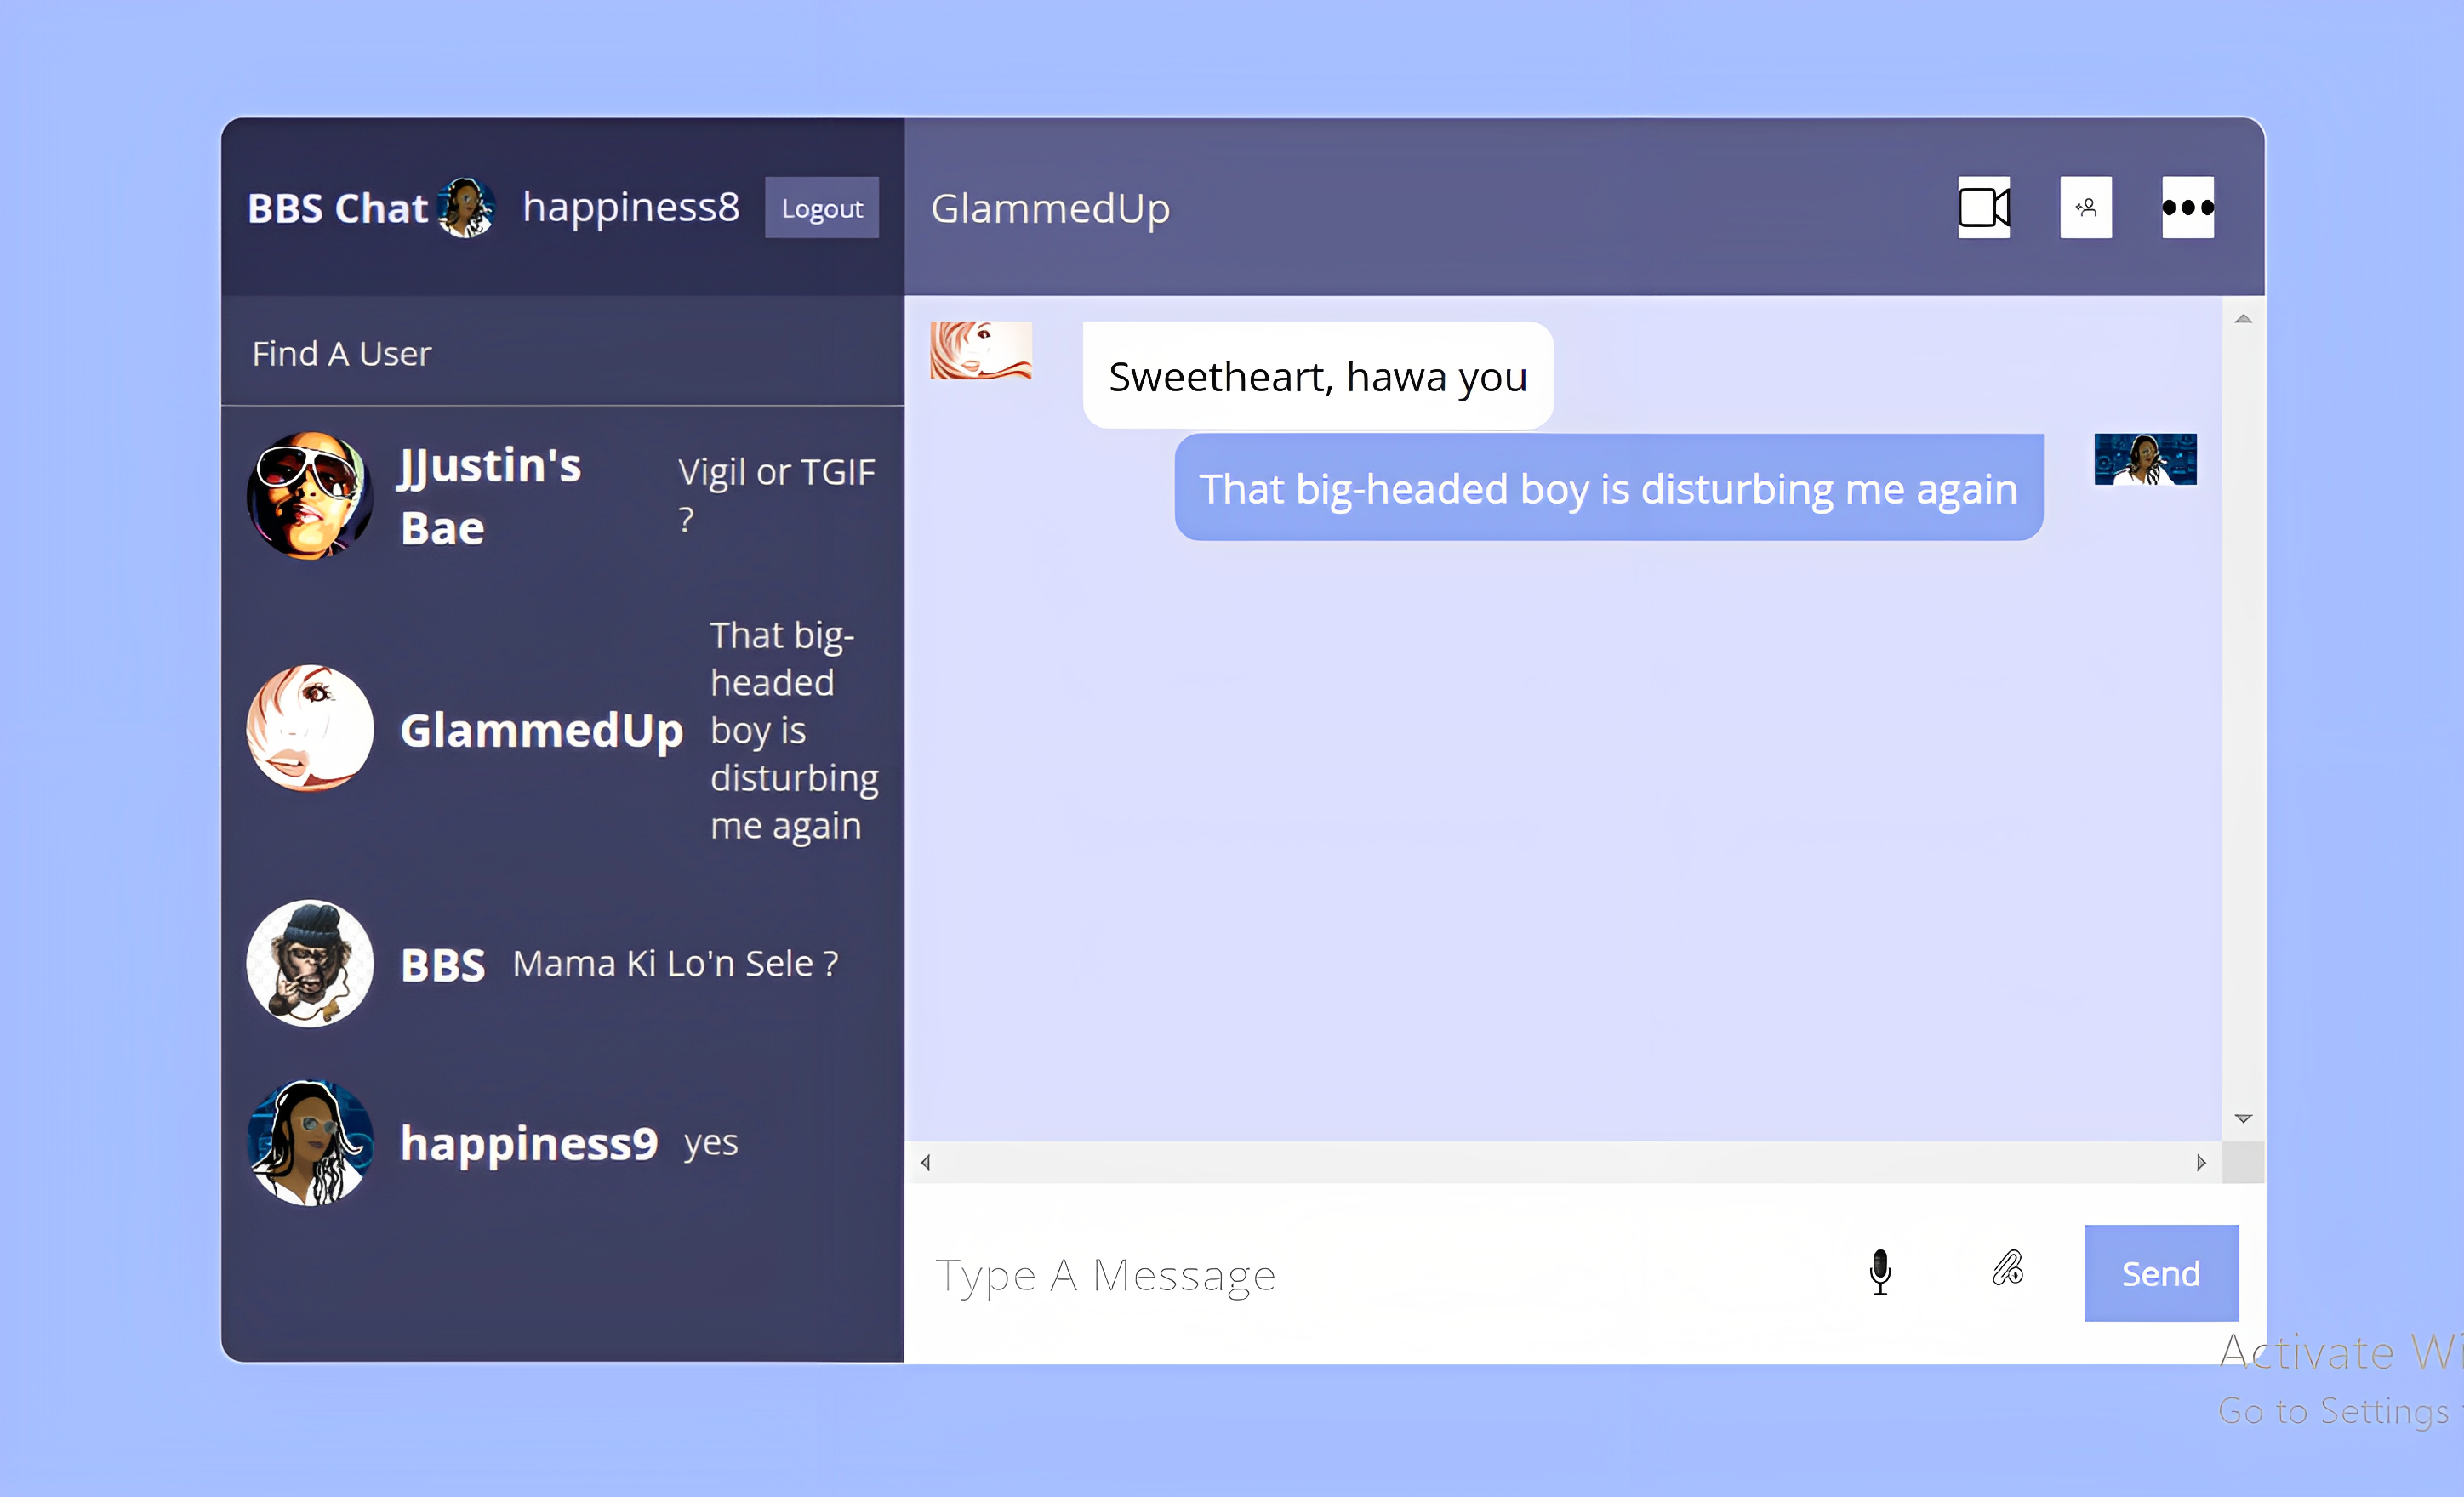 BBS Chat happiness8 Logout
Find A User
JJustin's
Bae
Vigil or TGIF
?
GlammedUp
That big-
headed
boy is
disturbing
me again
BBS Mama Ki Lo'n Sele ?
happiness9 yes
GlammedUp
Sweetheart, hawa you
That big-headed boy is disturbing me again
Type A Message
Send
Activate
Go to Settings